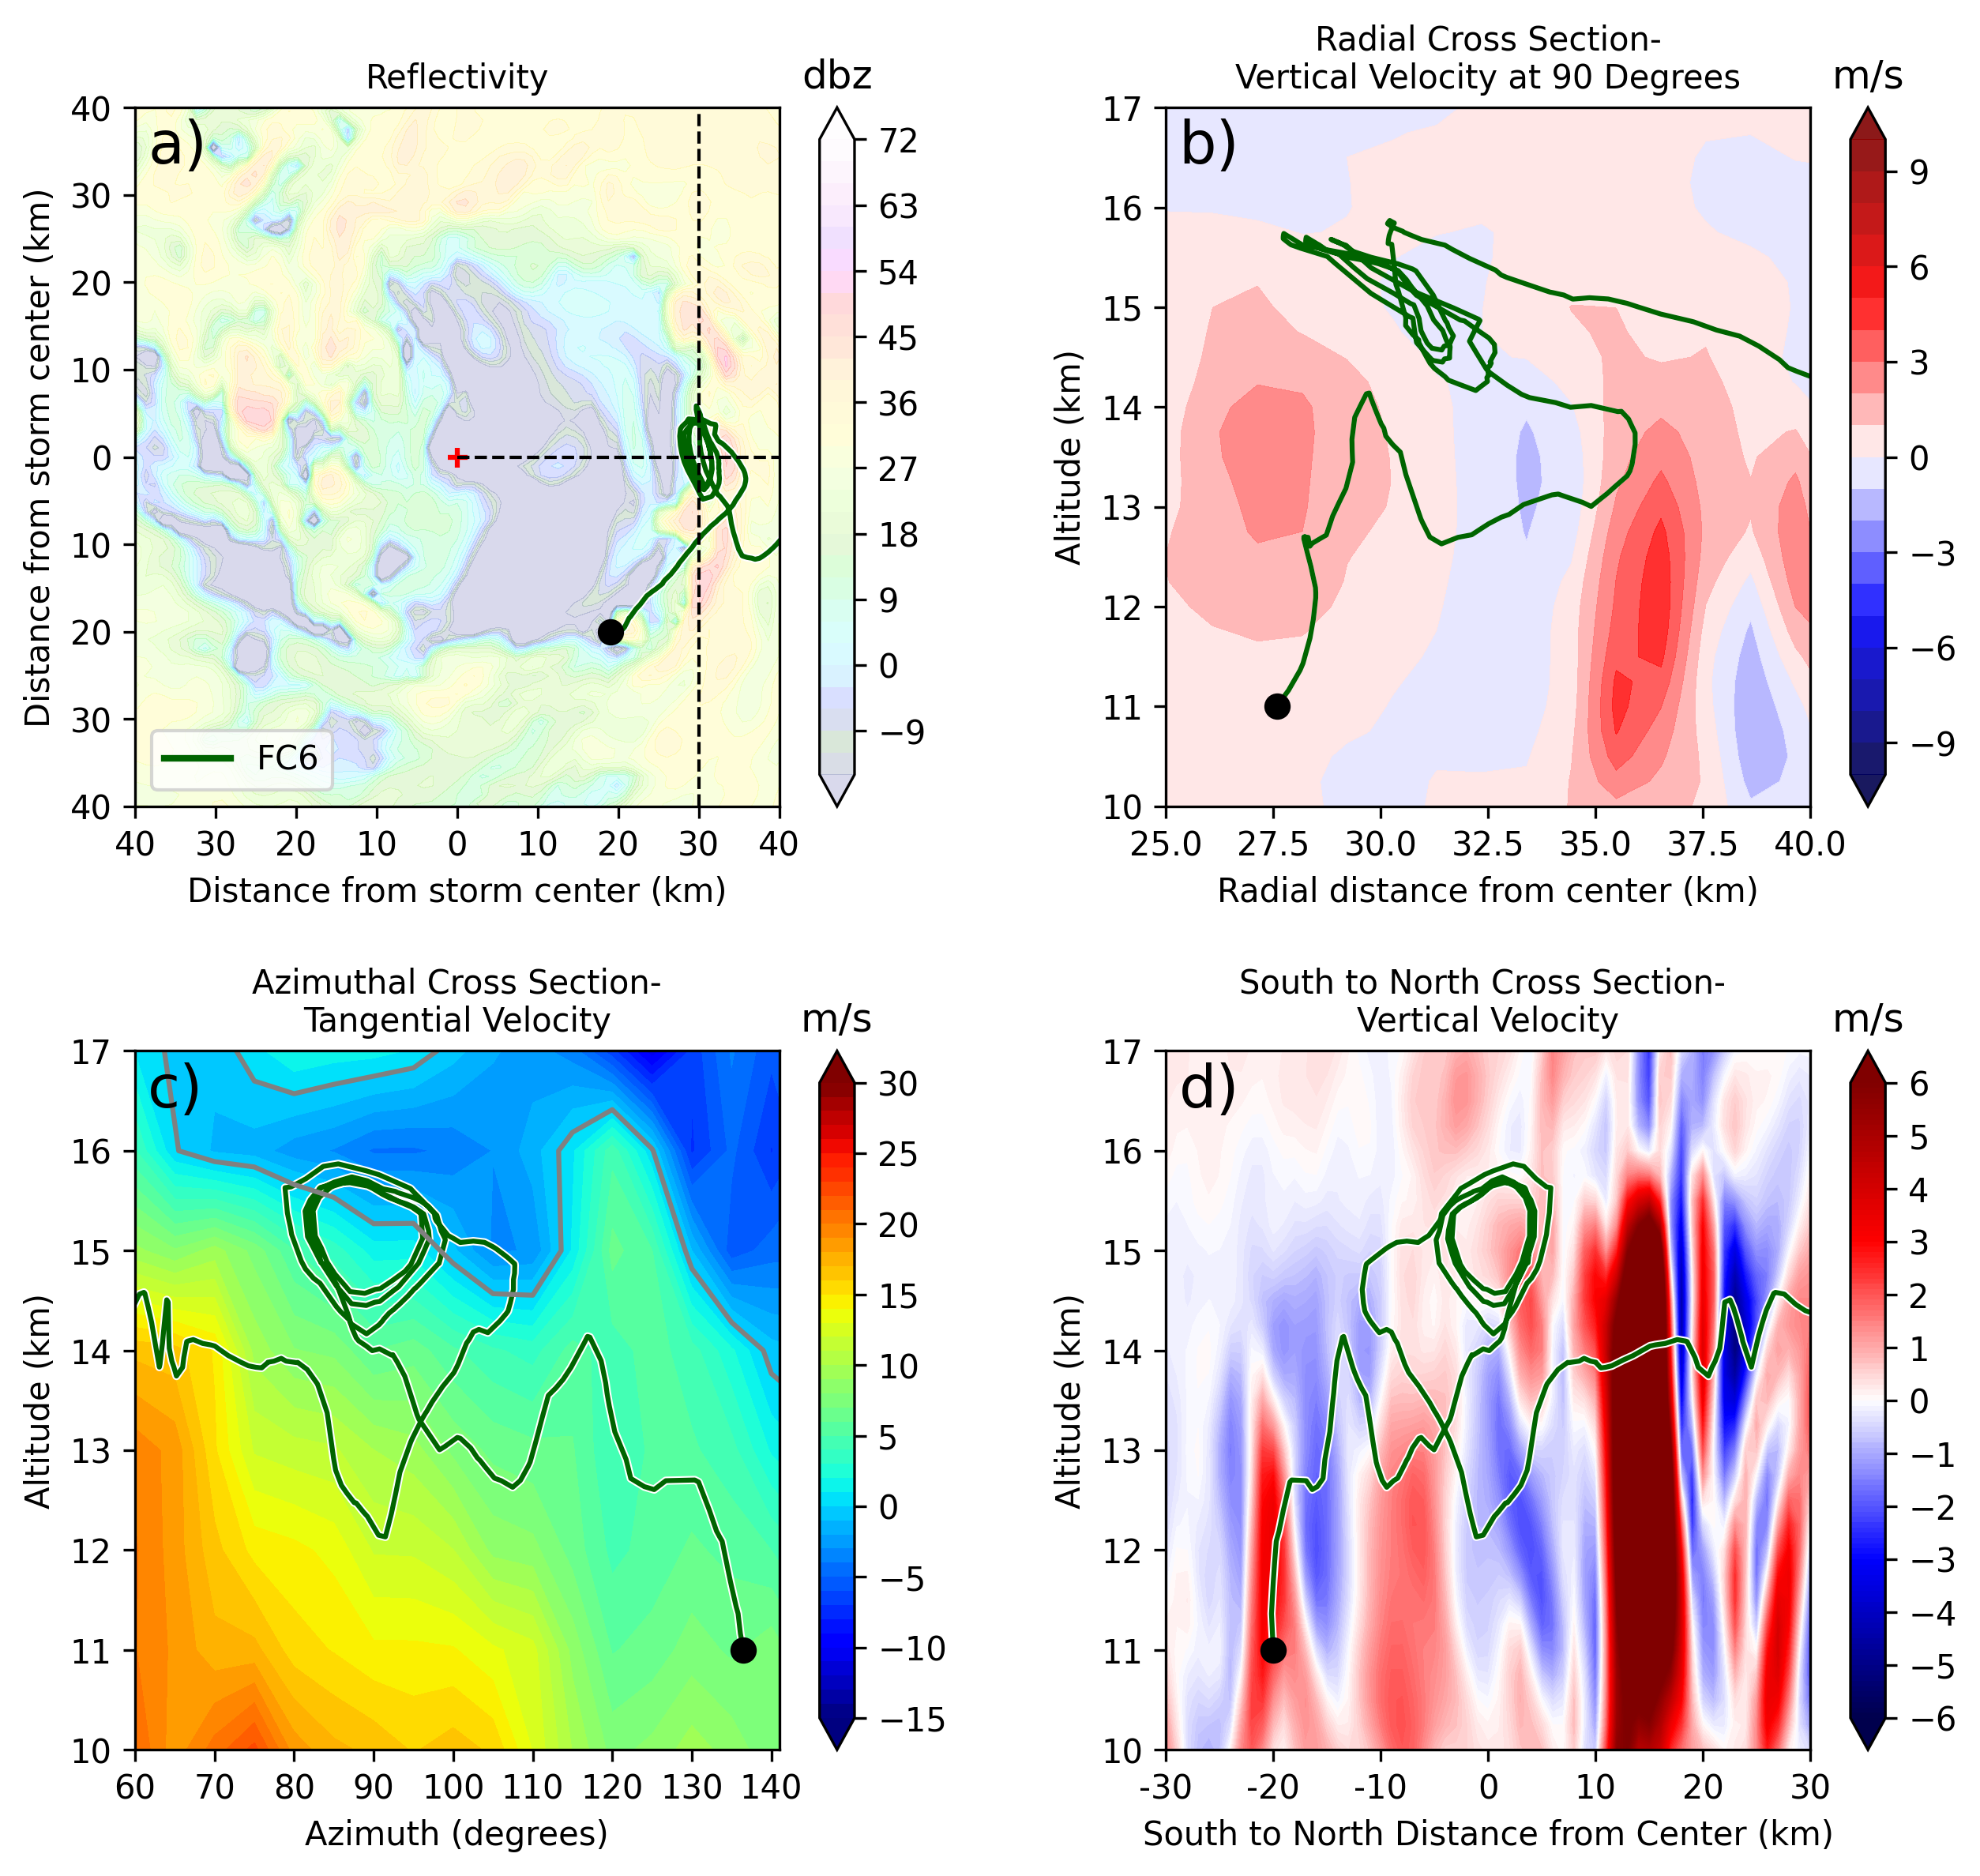 Reflectivity
dbz
a)
40
30
20
10
0
10
20
30
40
Distance from storm center (km)
40 30 20 10 0 10 20 30 40
Distance from storm center (km)
FC6
72
63
54
45
36
27
18
9
0
−9
Radial Cross Section-
Vertical Velocity at 90 Degrees
m/s
b)
17
16
15
14
13
12
11
10
Altitude (km)
25.0 27.5 30.0 32.5 35.0 37.5 40.0
Radial distance from center (km)
9
6
3
0
−3
−6
−9
Azimuthal Cross Section-
Tangential Velocity
m/s
c)
17
16
15
14
13
12
11
10
Altitude (km)
60 70 80 90 100 110 120 130 140
Azimuth (degrees)
30
25
20
15
10
5
0
−5
−10
−15
South to North Cross Section-
Vertical Velocity
m/s
d)
17
16
15
14
13
12
11
10
Altitude (km)
-30 -20 -10 0 10 20 30
South to North Distance from Center (km)
6
5
4
3
2
1
0
−1
−2
−3
−4
−5
−6